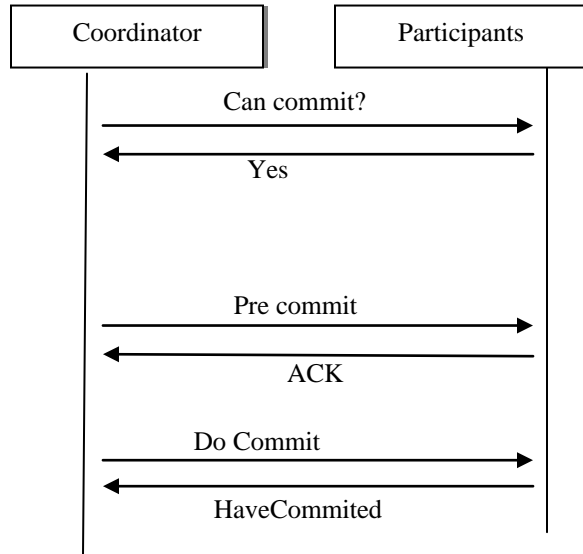 Coordinator
Participants
Can commit?
Yes
Pre commit
ACK
Do Commit
HaveCommited